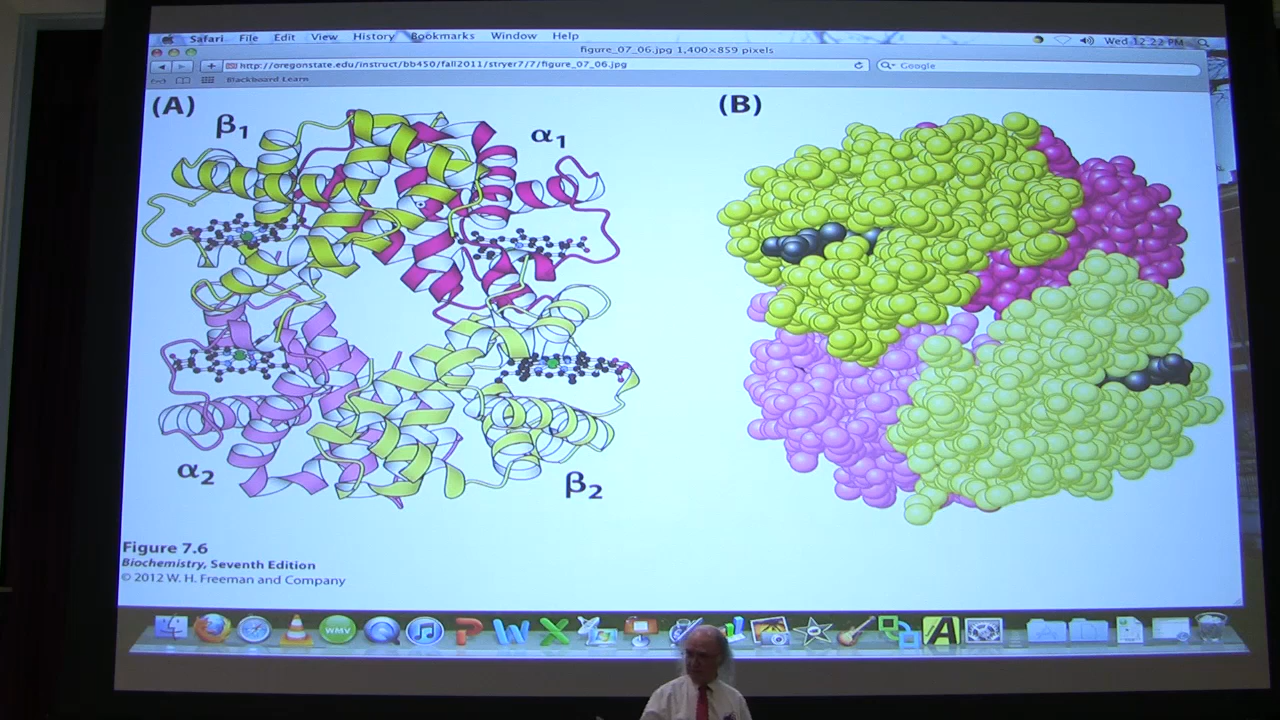 Safari File Edit View History Bookmarks Window Help
Wed 12:22 PM
figure_07_06.jpg 1,400×859 pixels
http://oregonstate.edu/instruct/bb450/fall2011/stryer7/7/figure_07_06.jpg
Google
Blackboard Learn
(A)
(B)
β1
α1
α2
β2
Figure 7.6
Biochemistry, Seventh Edition
© 2012 W. H. Freeman and Company
WMV